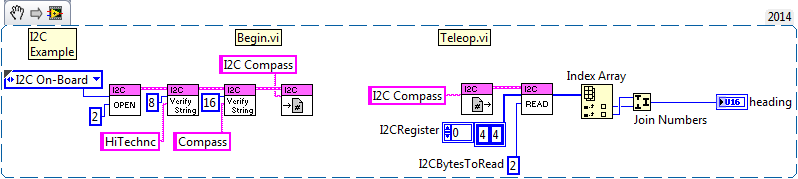 2014
I2C
Example
Begin.vi
Teleop.vi
I2C Compass
I2C On-Board
I2C
OPEN
2
8
I2C
Verify
String
HiTechnc
16
I2C
Verify
String
Compass
I2C
#
I2C Compass
I2C
#
I2C
READ
I2CRegister
0
4 4
I2CBytesToRead
2
Index Array
Join Numbers
U16
heading